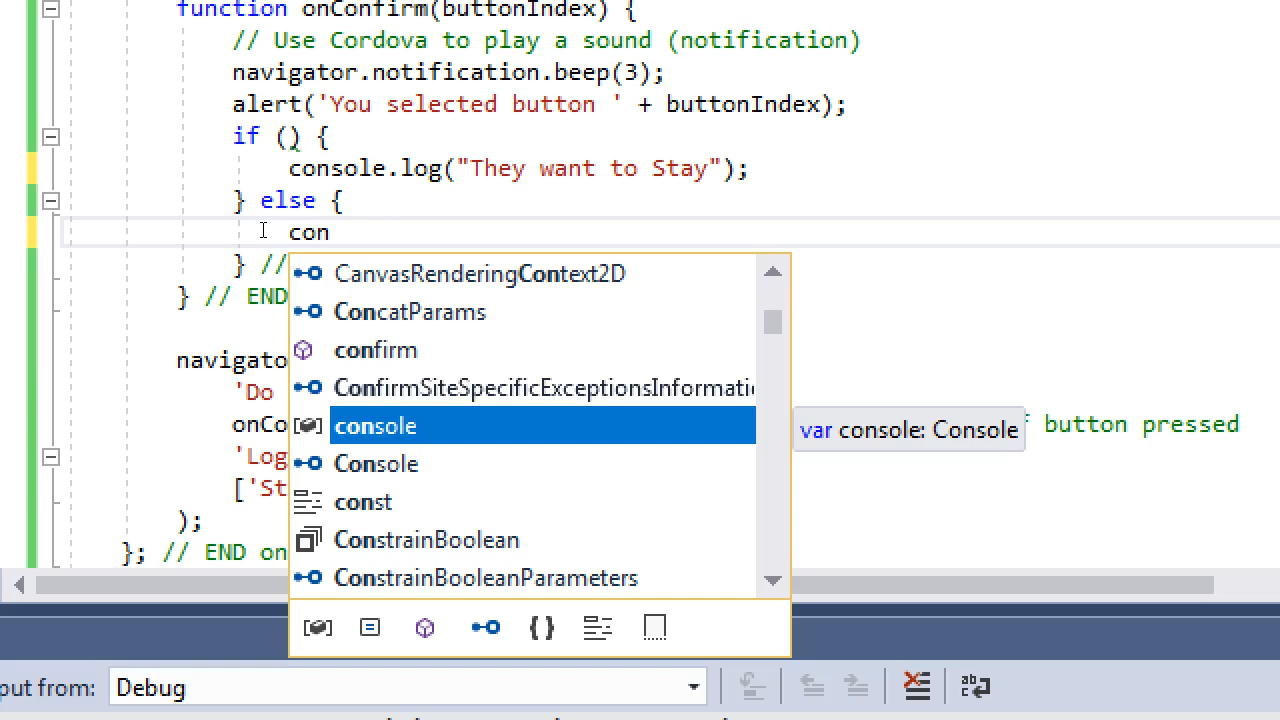 function onConfirm(buttonIndex) {
// Use Cordova to play a sound (notification)
navigator.notification.beep(3);
alert('You selected button ' + buttonIndex);
if () {
console.log("They want to Stay");
} else {
con
} //
} // END
navigato
'Do
onCo
button pressed
'Log
['St
);
}; // END on
CanvasRenderingContext2D
ConcatParams
confirm
ConfirmSiteSpecificExceptionsInformati
console
Console
const
ConstrainBoolean
ConstrainBooleanParameters
var console: Console
put from:
Debug